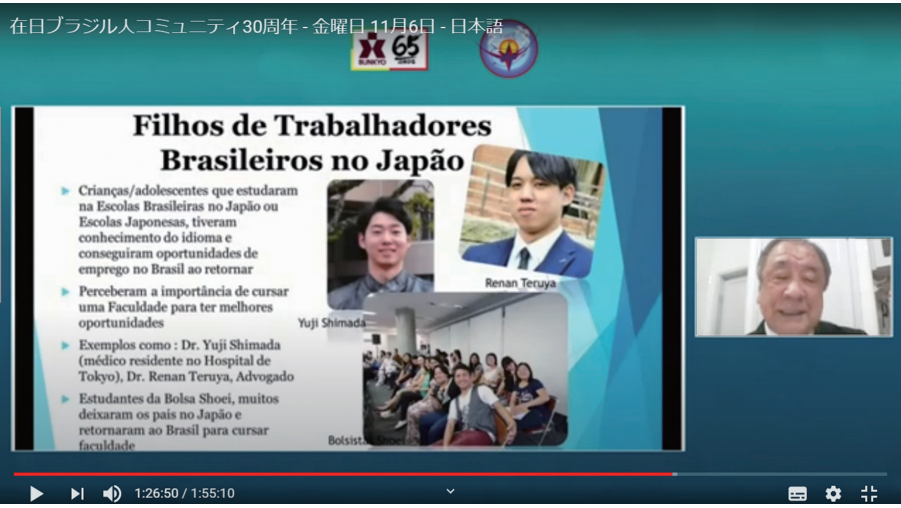 在日ブラジル人コミュニティ30周年 - 金曜日 11月6日 - 日本語
BUNKYO
65
ANOS
Filhos de Trabalhadores
Brasileiros no Japão
Crianças/adolescentes que estudaram
na Escolas Brasileiras no Japão ou
Escolas Japonesas, tiveram
conhecimento do idioma e
conseguiram oportunidades de
emprego no Brasil ao retornar
Perceberam a importância de cursar
uma Faculdade para ter melhores
oportunidades
Exemplos como : Dr. Yuji Shimada
(médico residente no Hospital de
Tokyo), Dr. Renan Teruya, Advogado
Estudantes da Bolsa Shoei, muitos
deixaram os pais no Japão e
retornaram ao Brasil para cursar
faculdade
Renan Teruya
Yuji Shimada
Bolsistas Shoei
1:26:50 / 1:55:10